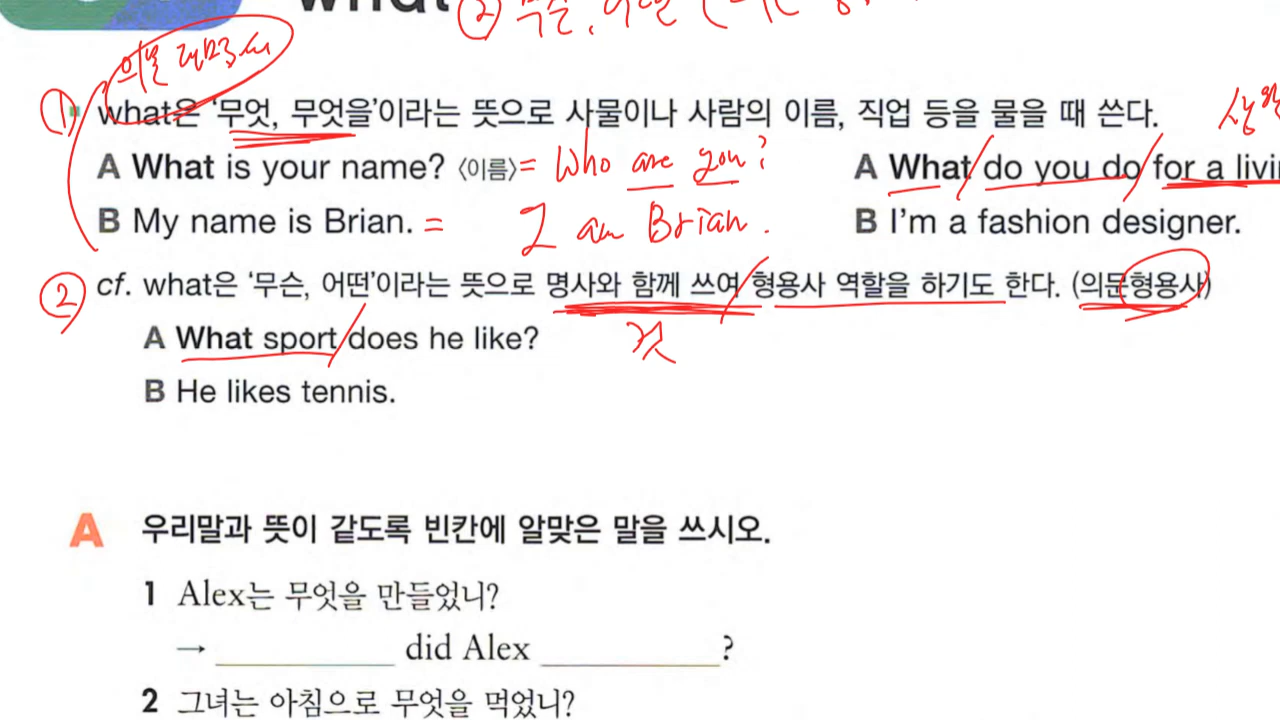 what ② 무슨, 어떤
의문대명사
① what은 '무엇, 무엇을'이라는 뜻으로 사물이나 사람의 이름, 직업 등을 물을 때 쓴다.
A What is your name? <이름> = Who are you?
B My name is Brian. = I am Brian.
A What / do you do / for a livi
B I'm a fashion designer.
② cf. what은 '무슨, 어떤'이라는 뜻으로 명사와 함께 쓰여 / 형용사 역할을 하기도 한다. (의문형용사)
A What sport / does he like?
것
B He likes tennis.
A 우리말과 뜻이 같도록 빈칸에 알맞은 말을 쓰시오.
1 Alex는 무엇을 만들었니?
→ ________ did Alex ________?
2 그녀는 아침으로 무엇을 먹었니?